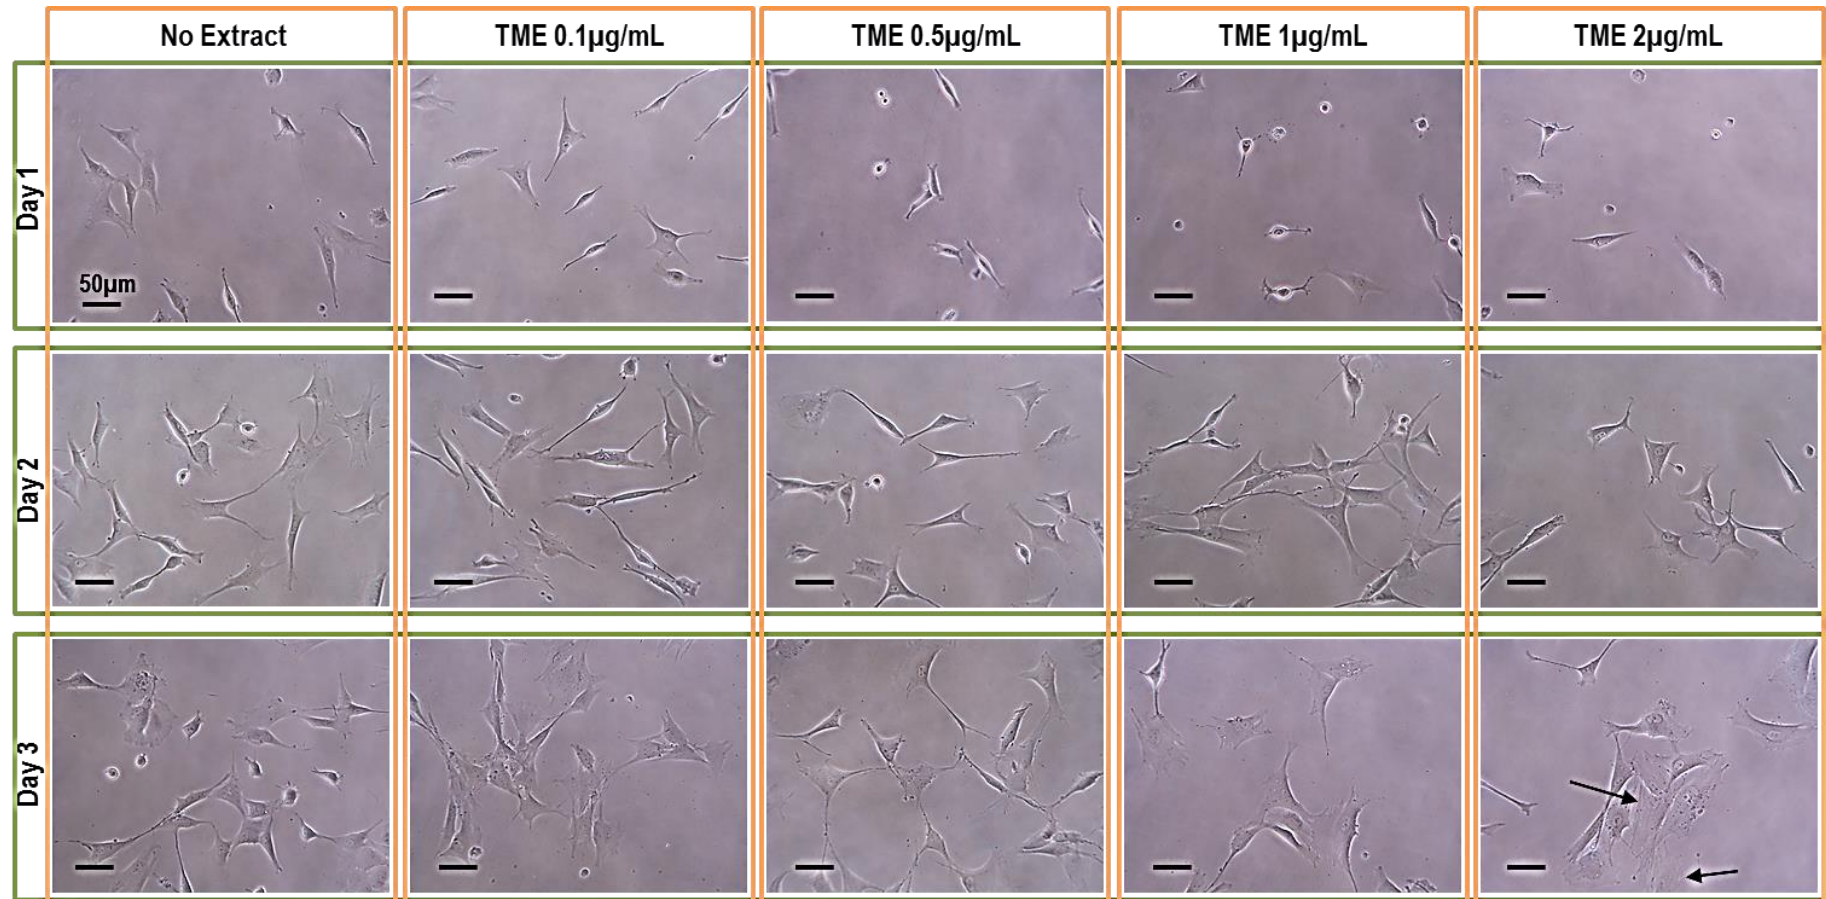 No Extract
TME 0.1µg/mL
TME 0.5µg/mL
TME 1µg/mL
TME 2µg/mL
Day 1
50µm
Day 2
Day 3